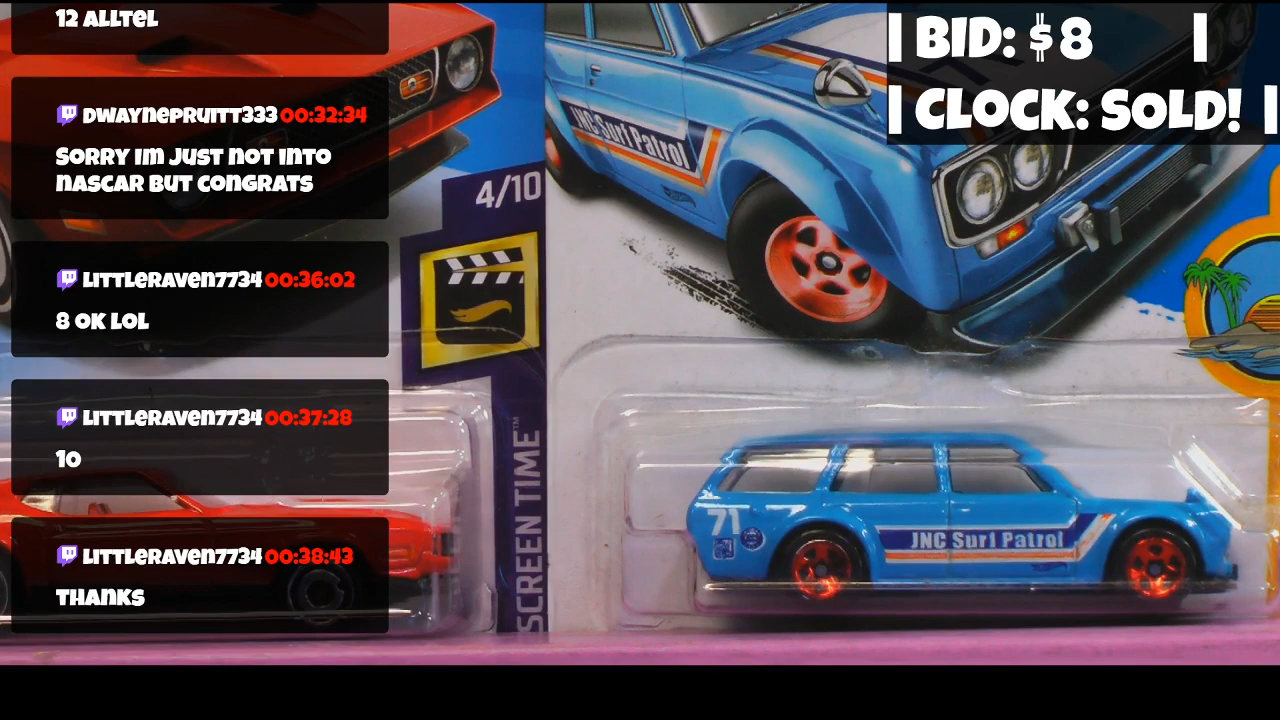 12 ALLTEL
DWAYNEPRUITT333 00:32:34
SORRY IM JUST NOT INTO
NASCAR BUT CONGRATS
LITTLERAVEN7734 00:36:02
8 OK LOL
LITTLERAVEN7734 00:37:28
10
LITTLERAVEN7734 00:38:43
THANKS
4/10
SCREEN TIME™
| BID: $8 |
| CLOCK: SOLD! |
JNC Surf Patrol
71
JNC Surf Patrol